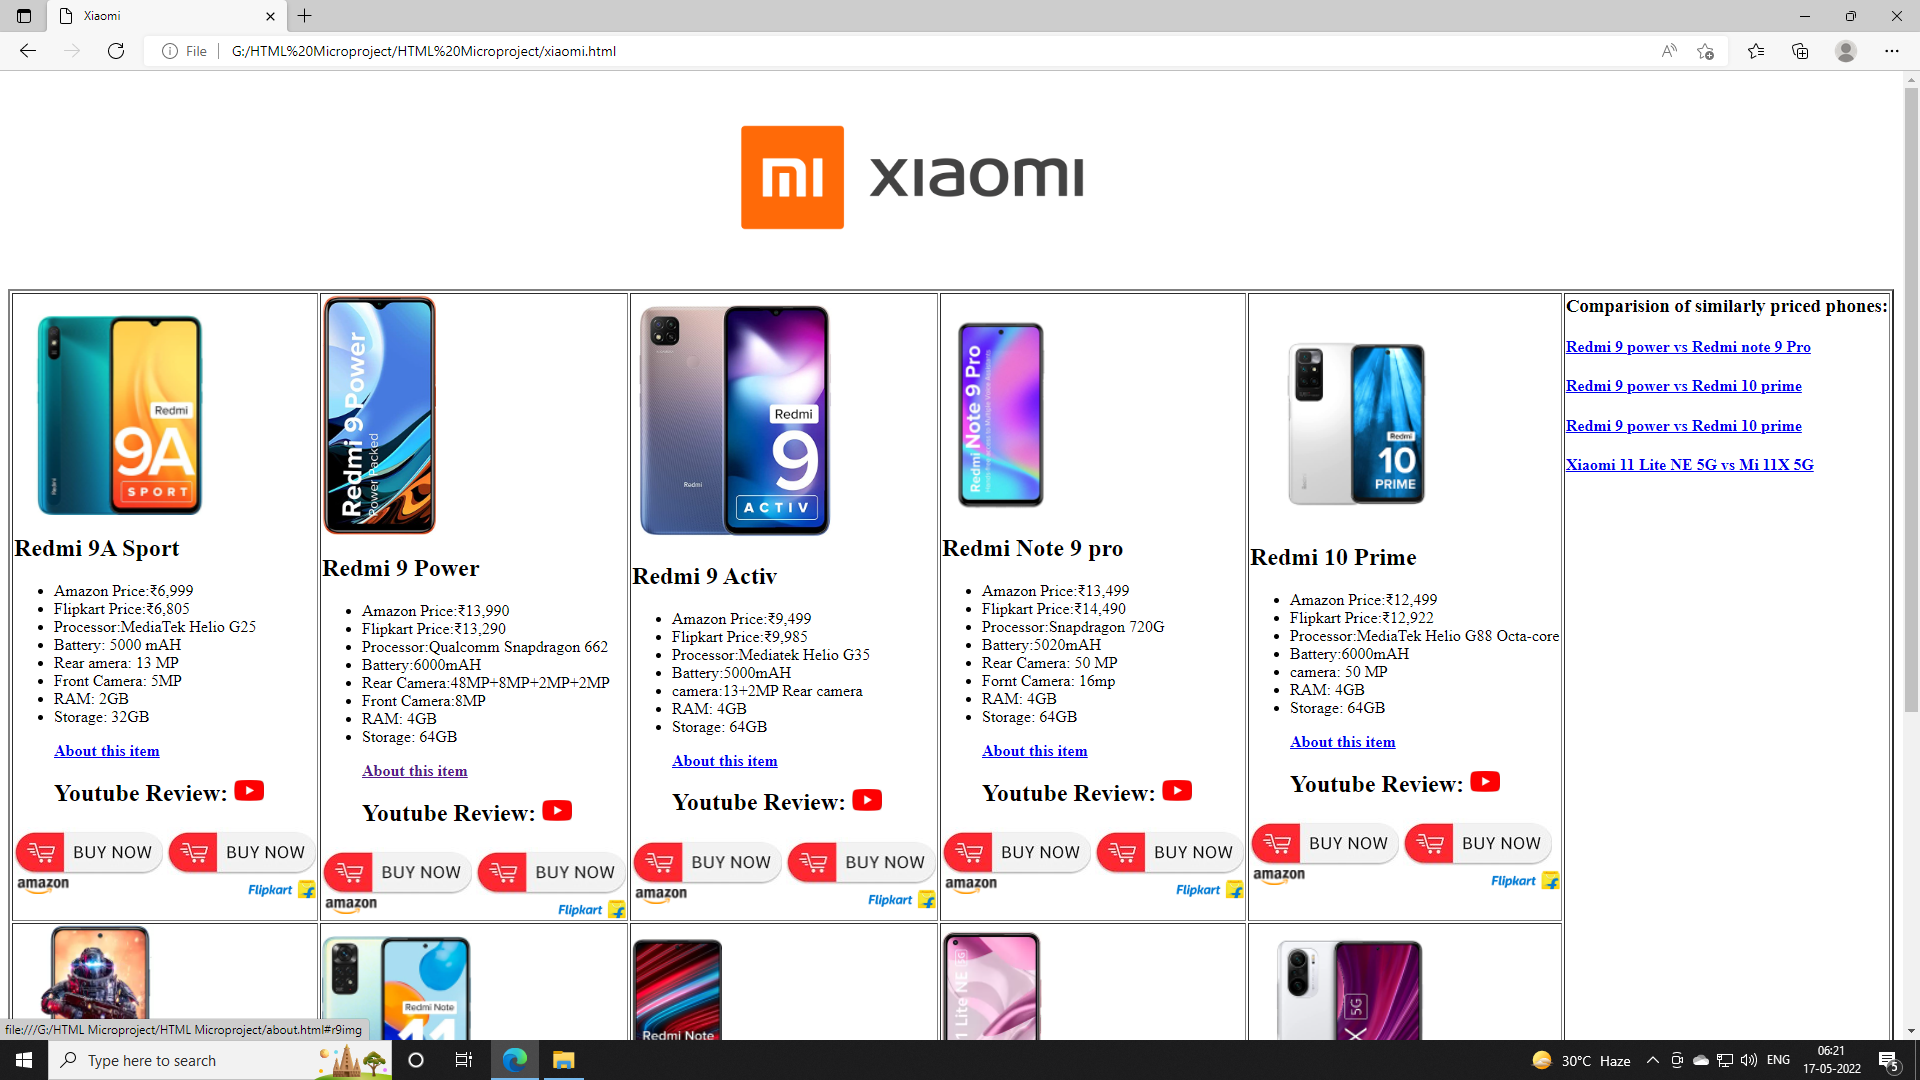 Xiaomi
File
G:/HTML%20Microproject/HTML%20Microproject/xiaomi.html
mi xiaomi
Redmi
9A
SPORT
Redmi
Redmi 9A Sport
Amazon Price:₹6,999
Flipkart Price:₹6,805
Processor:MediaTek Helio G25
Battery: 5000 mAH
Rear amera: 13 MP
Front Camera: 5MP
RAM: 2GB
Storage: 32GB
About this item
Youtube Review:
BUY NOW
BUY NOW
amazon
Flipkart
Redmi 9 Power
Power Packed
Redmi 9 Power
Amazon Price:₹13,990
Flipkart Price:₹13,290
Processor:Qualcomm Snapdragon 662
Battery:6000mAH
Rear Camera:48MP+8MP+2MP+2MP
Front Camera:8MP
RAM: 4GB
Storage: 64GB
About this item
Youtube Review:
BUY NOW
BUY NOW
amazon
Flipkart
Redmi
9
ACTIV
Redmi
Redmi 9 Activ
Amazon Price:₹9,499
Flipkart Price:₹9,985
Processor:Mediatek Helio G35
Battery:5000mAH
camera:13+2MP Rear camera
RAM: 4GB
Storage: 64GB
About this item
Youtube Review:
BUY NOW
BUY NOW
amazon
Flipkart
Redmi Note 9 Pro
Redmi Note 9 pro
Amazon Price:₹13,499
Flipkart Price:₹14,490
Processor:Snapdragon 720G
Battery:5020mAH
Rear Camera: 50 MP
Fornt Camera: 16mp
RAM: 4GB
Storage: 64GB
About this item
Youtube Review:
BUY NOW
BUY NOW
amazon
Flipkart
Redmi
10
PRIME
Redmi 10 Prime
Amazon Price:₹12,499
Flipkart Price:₹12,922
Processor:MediaTek Helio G88 Octa-core
Battery:6000mAH
camera: 50 MP
RAM: 4GB
Storage: 64GB
About this item
Youtube Review:
BUY NOW
BUY NOW
amazon
Flipkart
Comparision of similarly priced phones:
Redmi 9 power vs Redmi note 9 Pro
Redmi 9 power vs Redmi 10 prime
Redmi 9 power vs Redmi 10 prime
Xiaomi 11 Lite NE 5G vs Mi 11X 5G
Redmi Note
11
Redmi Note
1 Lite NE 5G
X 5G
file:///G:/HTML Microproject/HTML Microproject/about.html#r9img
Type here to search
30°C Haze
ENG
06:21
17-05-2022
5